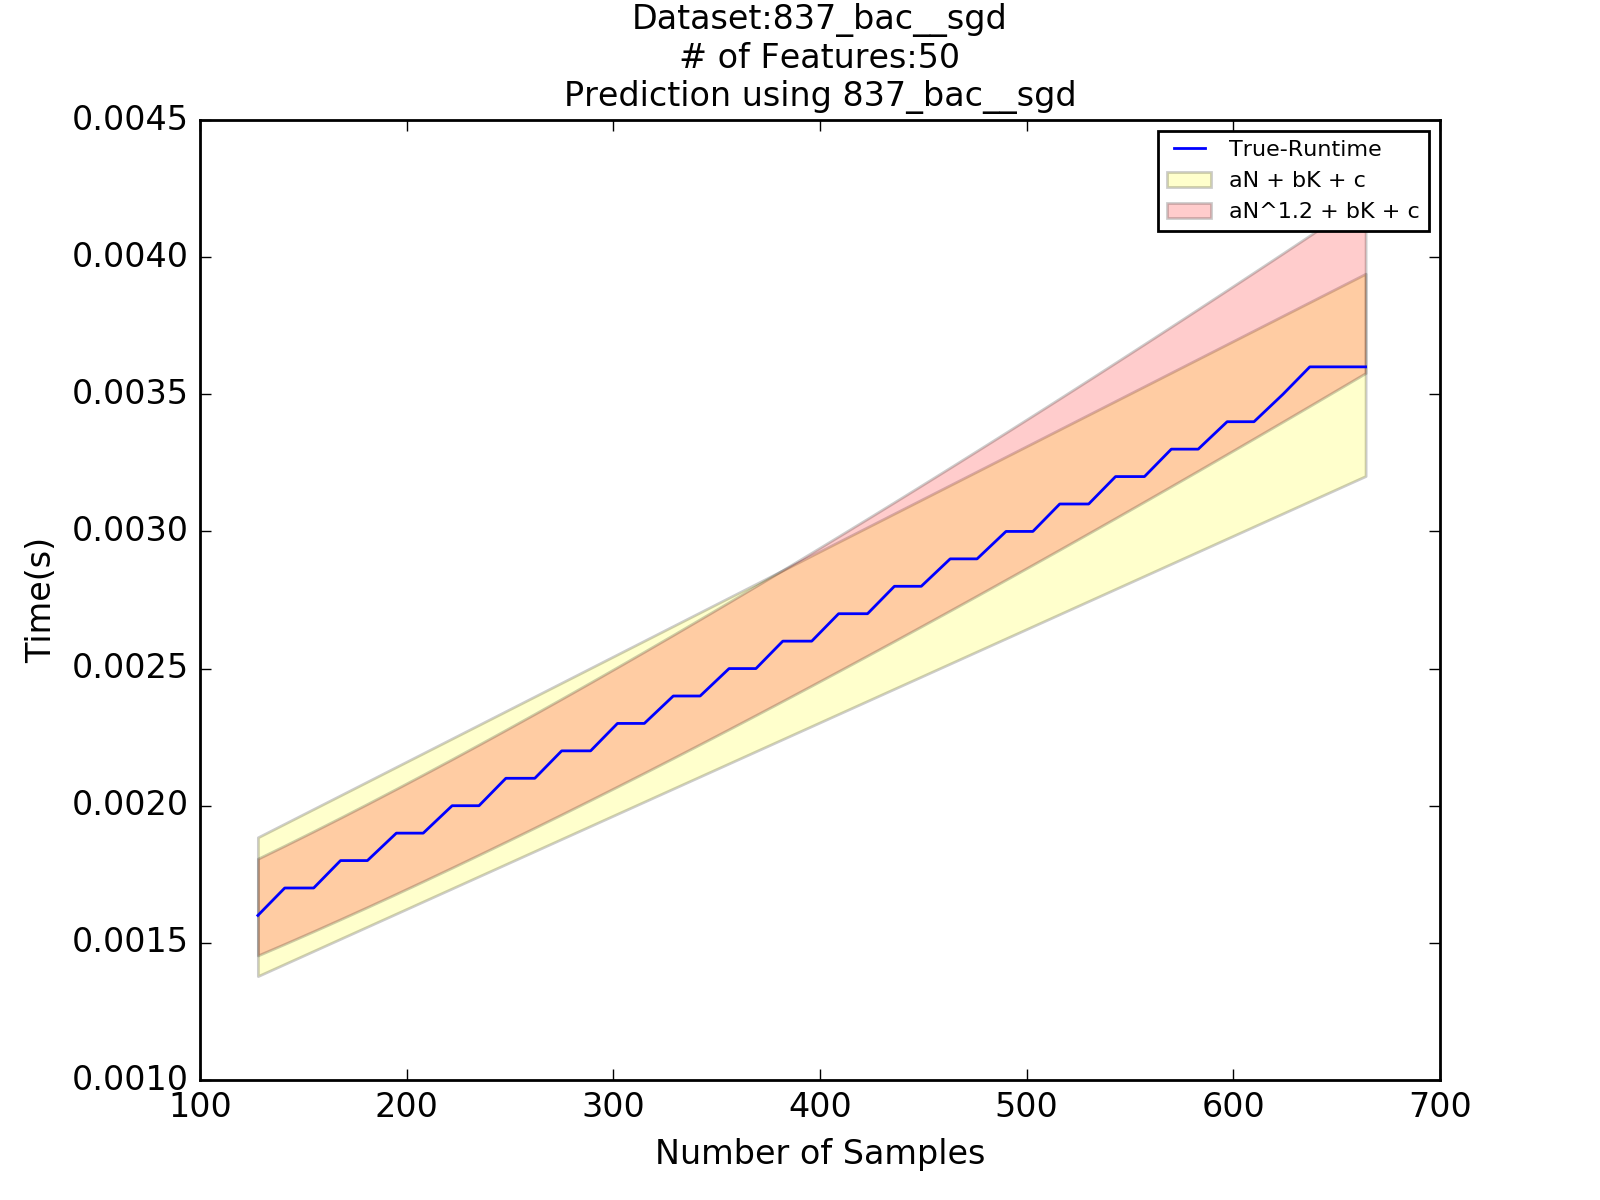 Dataset:837_bac__sgd
# of Features:50
Prediction using 837_bac__sgd
True-Runtime
aN + bK + c
aN^1.2 + bK + c
0.0045
0.0040
0.0035
0.0030
0.0025
0.0020
0.0015
0.0010
Time(s)
100 200 300 400 500 600 700
Number of Samples